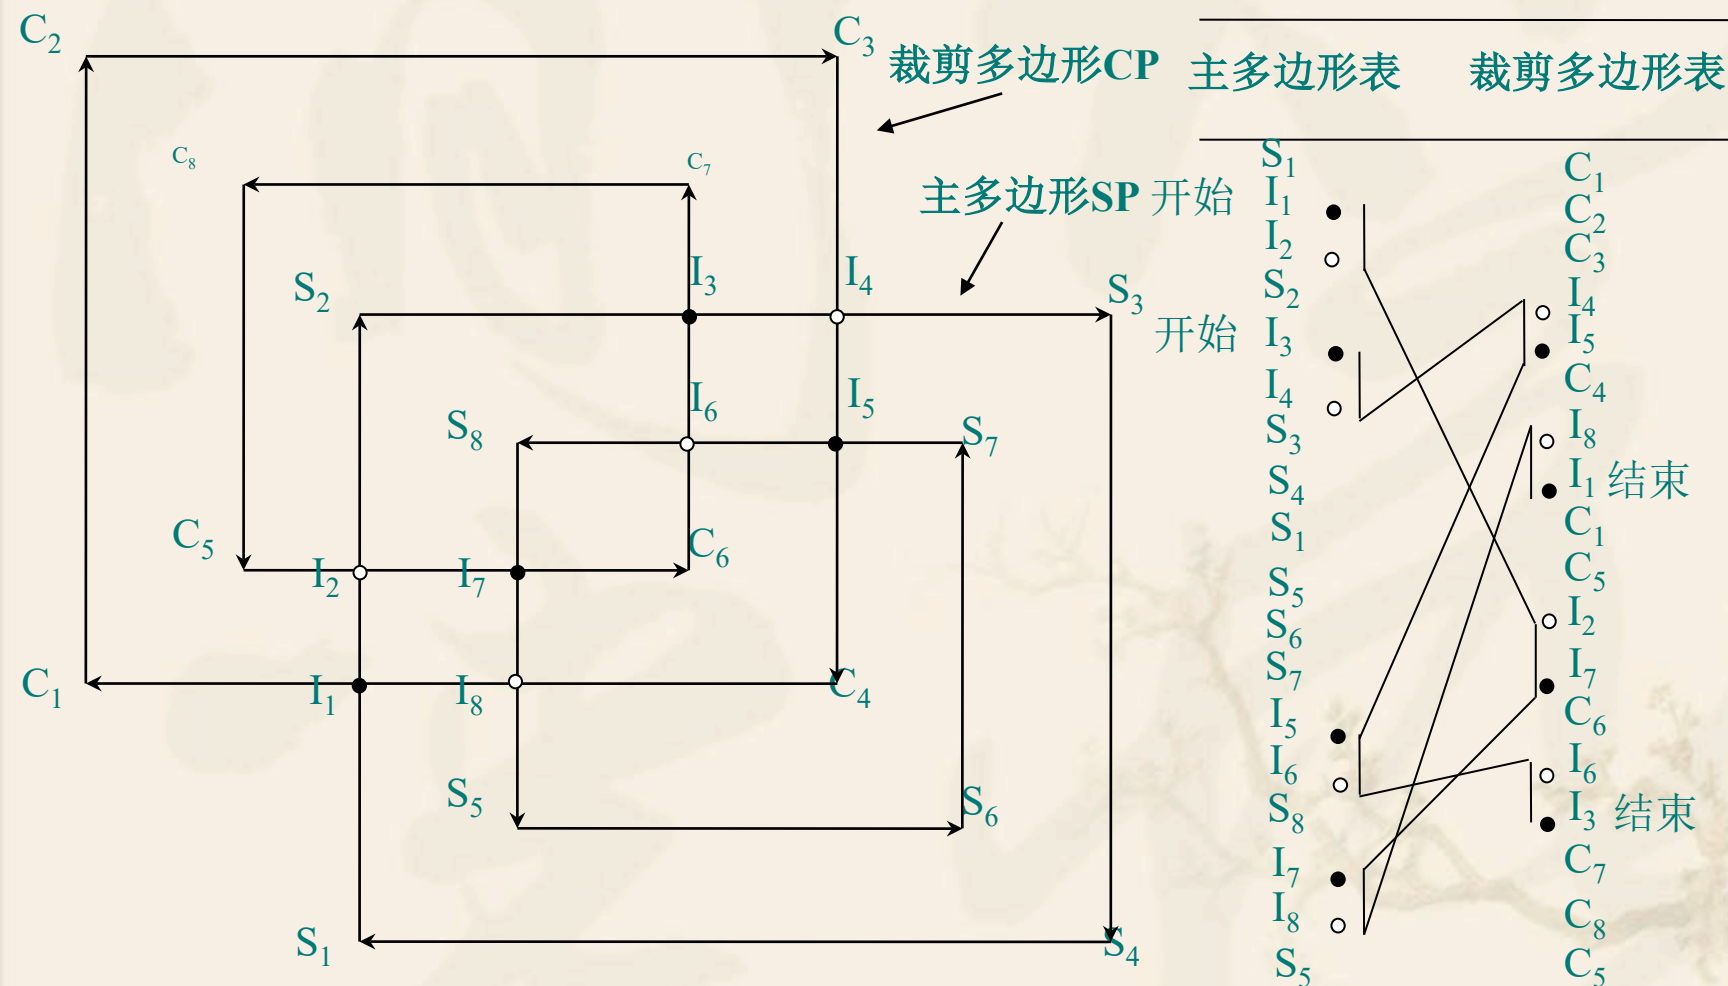 C2
C3
裁剪多边形CP
C8
C7
主多边形SP
S2
I3
I4
S3
I6
I5
S8
S7
C5
I2
I7
C6
C1
I1
I8
C4
S5
S6
S1
S4
主多边形表
裁剪多边形表
S1
开始 I1
I2
S2
开始 I3
I4
S3
S4
S1
S5
S6
S7
I5
I6
S8
I7
I8
S5
C1
C2
C3
I4
I5
C4
I8
I1 结束
C1
C5
I2
I7
C6
I6
I3 结束
C7
C8
C5